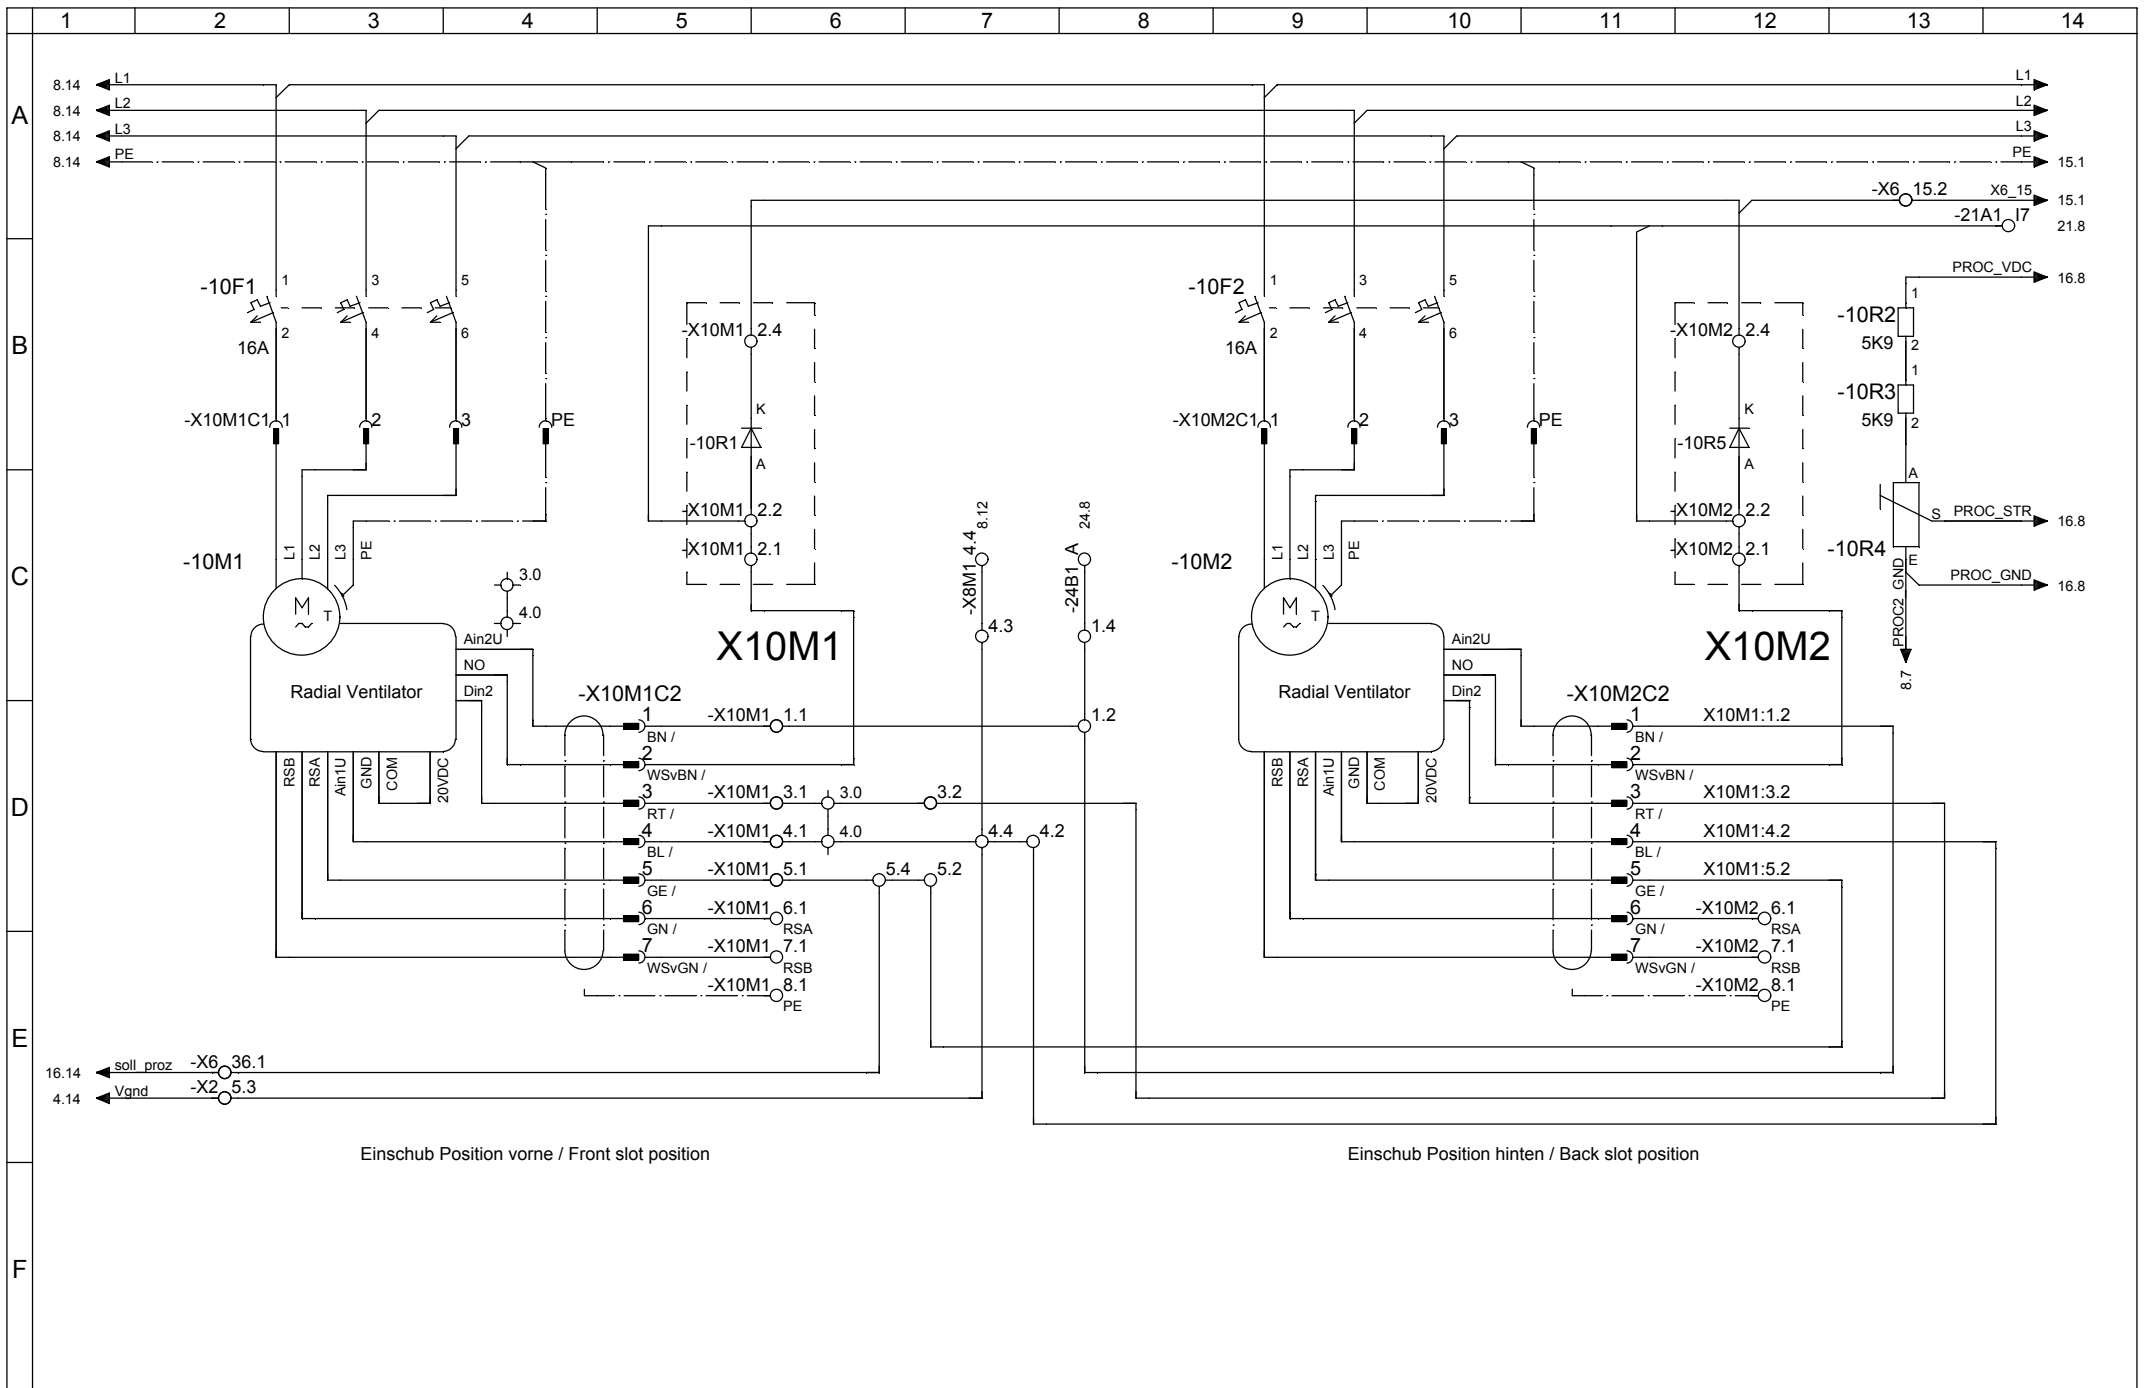 1 2 3 4 5 6 7 8 9 10 11 12 13 14
A
8.14 L1 L1
8.14 L2 L2
8.14 L3 L3
8.14 PE PE 15.1
-X6 15.2 X6_15 15.1
-21A1 I7 21.8
B
-10F1 1 3 5
2 4 6
16A
-X10M1 2.4
-10F2 1 3 5
2 4 6
16A
-X10M2 2.4
PROC_VDC 16.8
1
-10R2
5K9 2
1
-10R3
5K9 2
-X10M1C1 1 2 3 PE
K
-10R1
A
-X10M2C1 1 2 3 PE
K
-10R5
A
C
-X10M1 2.2
-X10M1 2.1
-X8M1 4.4 8.12
-24B1 A 24.8
-X10M2 2.2
-X10M2 2.1
A
S PROC_STR 16.8
-10R4
E
PROC_GND 16.8
PROC2_GND
8.7
-10M1
L1 L2 L3 PE
M T
3.0
4.0
4.3
1.4
-10M2
L1 L2 L3 PE
M T
X10M1
X10M2
Radial Ventilator
Ain2U
NO
Din2
RSB RSA Ain1U GND COM 20VDC
Radial Ventilator
Ain2U
NO
Din2
RSB RSA Ain1U GND COM 20VDC
D
-X10M1C2
1 -X10M1 1.1 1.2
BN /
2
WSvBN /
3 -X10M1 3.1 3.0 3.2
RT /
4 -X10M1 4.1 4.0 4.4 4.2
BL /
5 -X10M1 5.1 5.4 5.2
GE /
6 -X10M1 6.1
GN / RSA
7 -X10M1 7.1
WSvGN / RSB
-X10M1 8.1
PE
-X10M2C2
1 X10M1:1.2
BN /
2
WSvBN /
3 X10M1:3.2
RT /
4 X10M1:4.2
BL /
5 X10M1:5.2
GE /
6 -X10M2 6.1
GN / RSA
7 -X10M2 7.1
WSvGN / RSB
-X10M2 8.1
PE
E
16.14 soll_proz -X6 36.1
4.14 Vgnd -X2 5.3
Einschub Position vorne / Front slot position
Einschub Position hinten / Back slot position
F